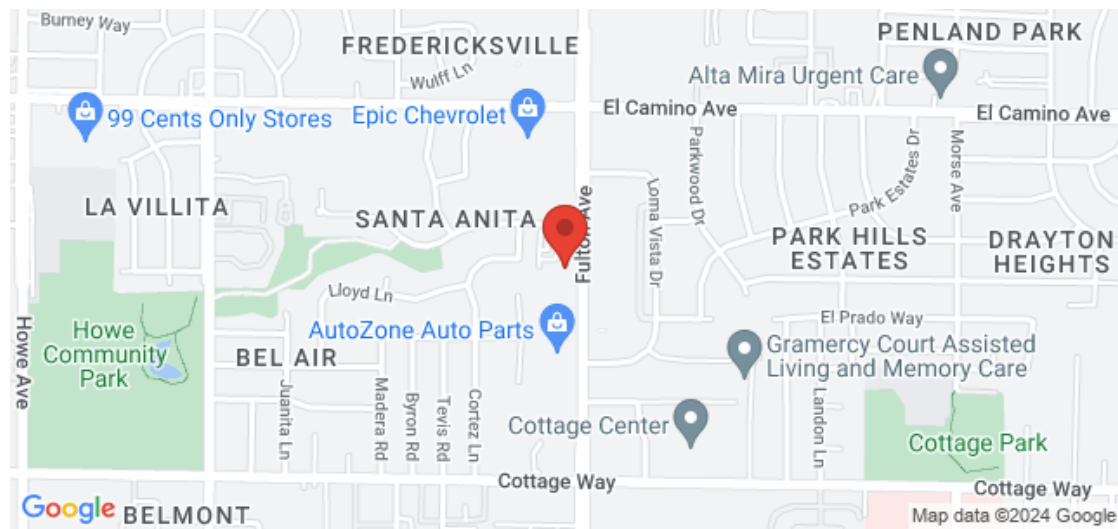 Burney Way
FREDERICKSVILLE
PENLAND PARK
Wulff Ln
Alta Mira Urgent Care
99 Cents Only Stores
Epic Chevrolet
El Camino Ave
El Camino Ave
Parkwood Dr
Park Estates Dr
Morse Ave
LA VILLITA
SANTA ANITA
Fulton Ave
Loma Vista Dr
PARK HILLS
ESTATES
DRAYTON
HEIGHTS
Lloyd Ln
Howe Ave
Howe
Community
Park
AutoZone Auto Parts
El Prado Way
BEL AIR
Gramercy Court Assisted
Living and Memory Care
Juanita Ln
Madera Rd
Byron Rd
Tevis Rd
Cortez Ln
Landon Ln
Cottage Center
Cottage Park
Cottage Way
Cottage Way
Google
BELMONT
Map data ©2024 Google